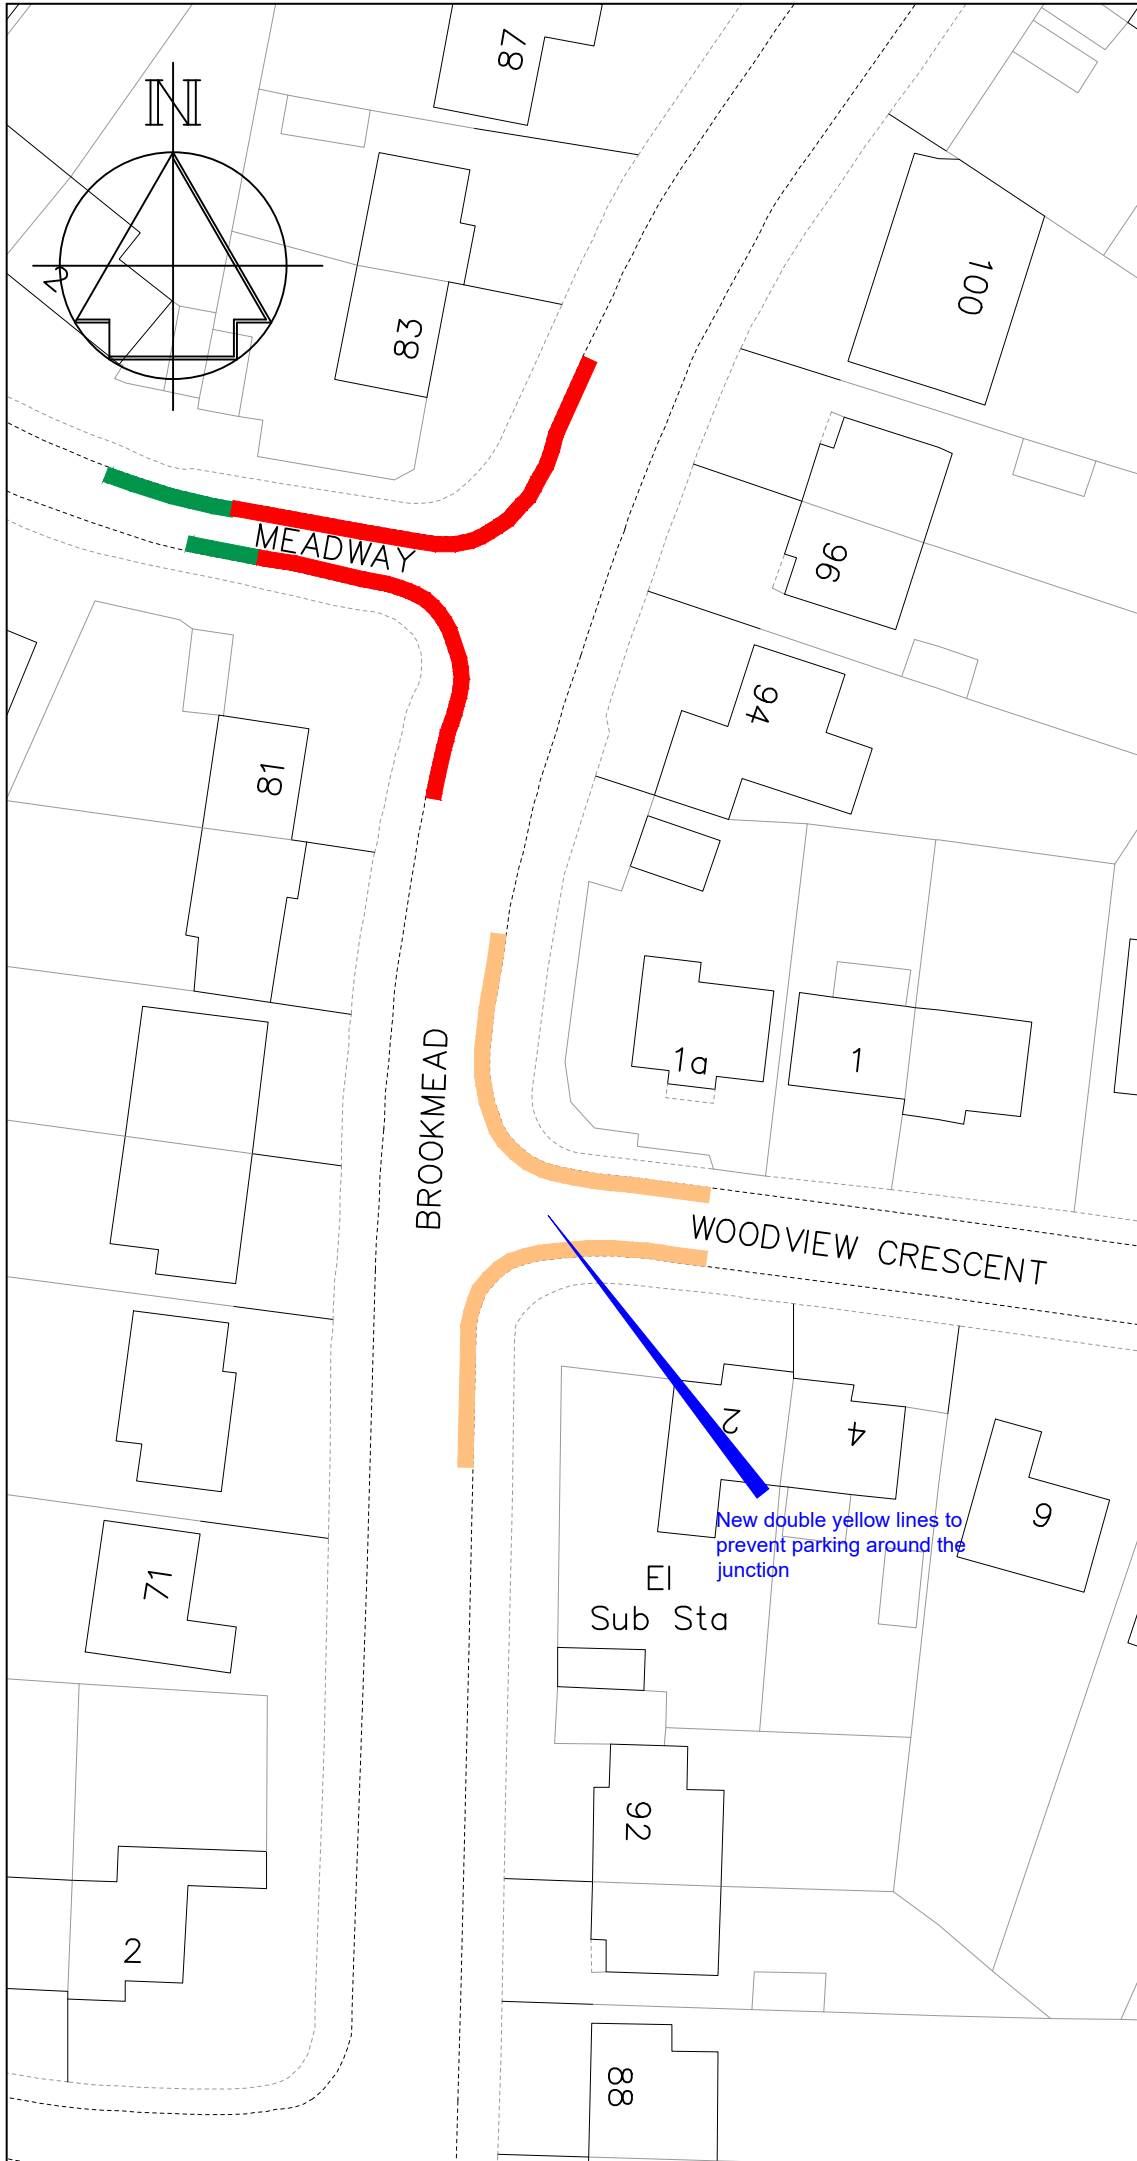 87
N
2
100
83
MEADWAY
96
94
81
BROOKMEAD
1a
1
WOODVIEW CRESCENT
2
4
6
New double yellow lines to
prevent parking around the
junction
71
El
Sub Sta
92
2
88